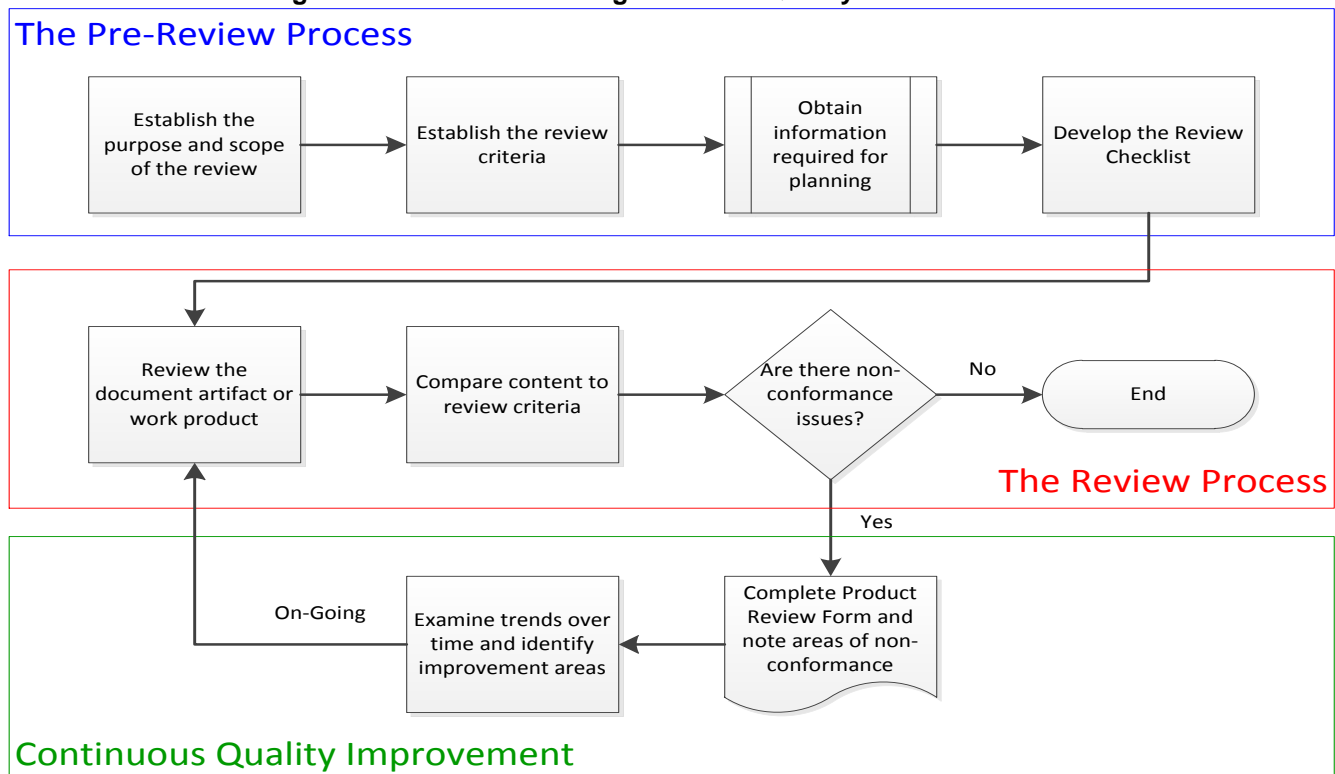 The Pre-Review Process
Establish the
purpose and scope
of the review
Establish the review
criteria
Obtain
information
required for
planning
Develop the Review
Checklist
Review the
document artifact or
work product
Compare content to
review criteria
Are there non-
conformance
issues?
No
End
The Review Process
Yes
On-Going
Examine trends over
time and identify
improvement areas
Complete Product
Review Form and
note areas of non-
conformance
Continuous Quality Improvement